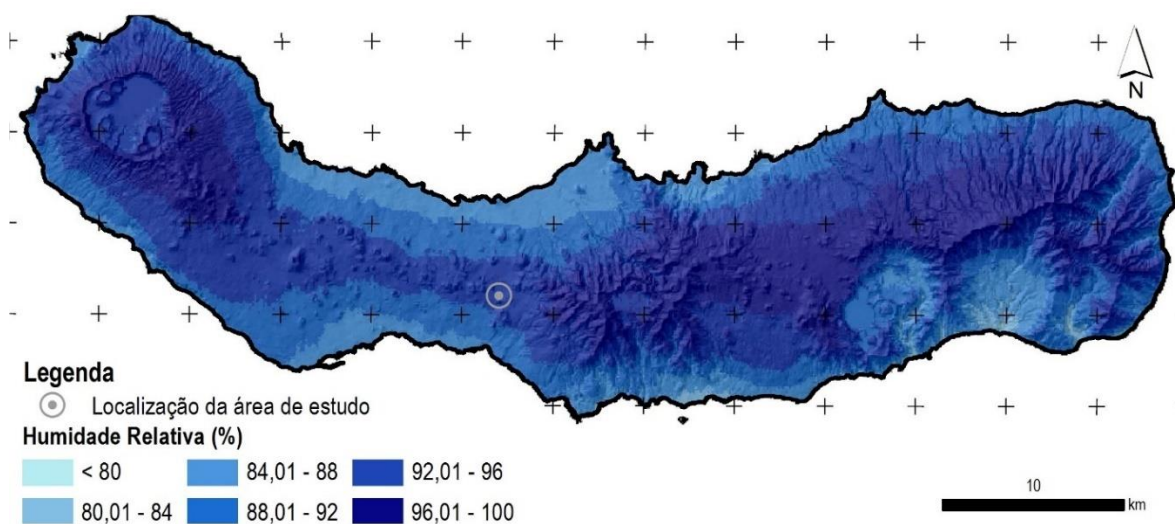 N
Legenda
Localização da área de estudo
Humidade Relativa (%)
< 80
84,01 - 88
92,01 - 96
80,01 - 84
88,01 - 92
96,01 - 100
10
km